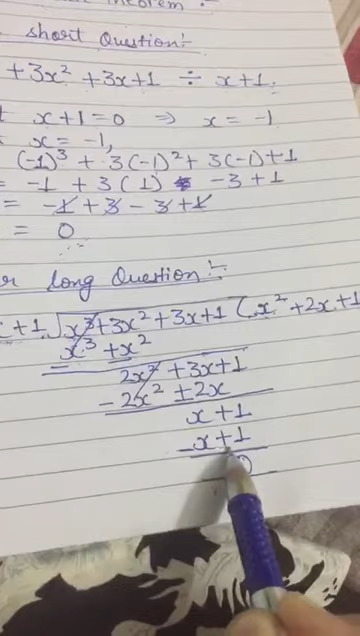 Theorem :-
short Question:-
+3x² +3x+1 ÷ x+1.
x+1=0 ⇒ x = -1
x = -1,
(-1)³ + 3(-1)² + 3(-1)+1
= -1 + 3(1) -3+1
= -1+3-3+1
= 0
long Question:-
x+1.)x³+3x²+3x+1(x²+2x+1
x³+x²
2x²+3x+1
-2x² ±2x
x+1
-x+1
0